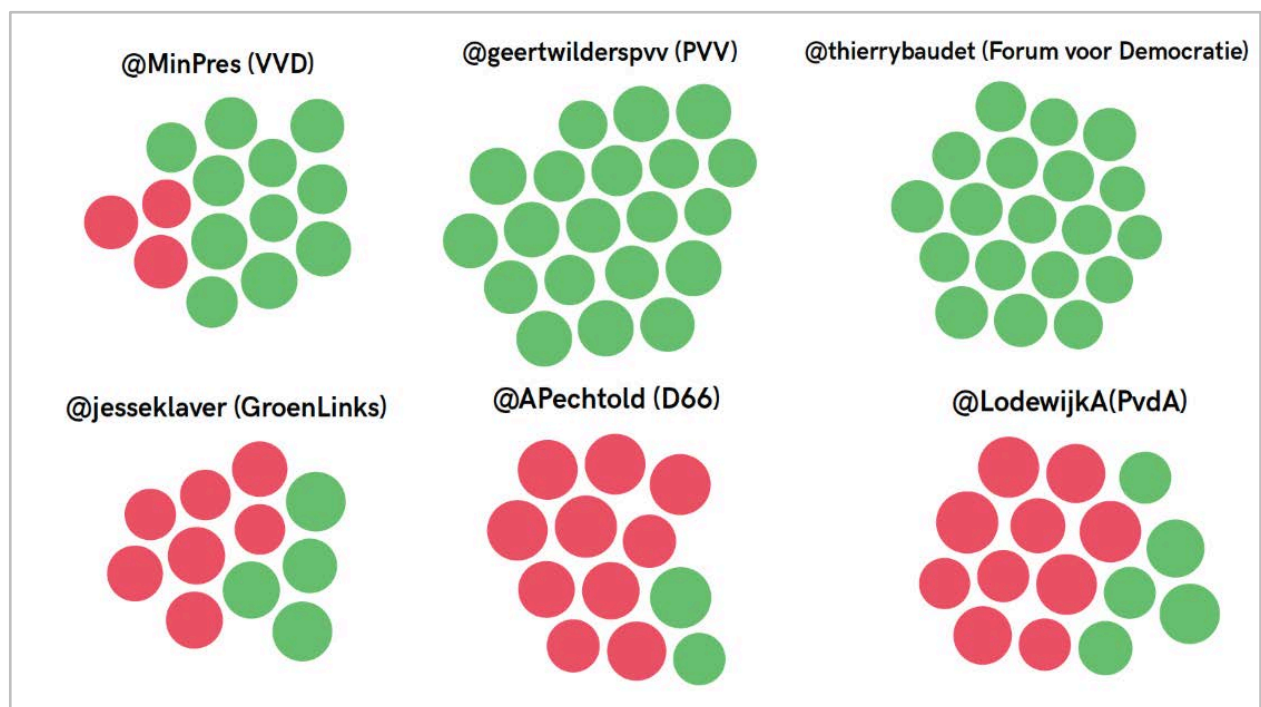 @MinPres (VVD)
@geertwilderspvv (PVV)
@thierrybaudet (Forum voor Democratie)
@jesseklaver (GroenLinks)
@APechtold (D66)
@LodewijkA(PvdA)